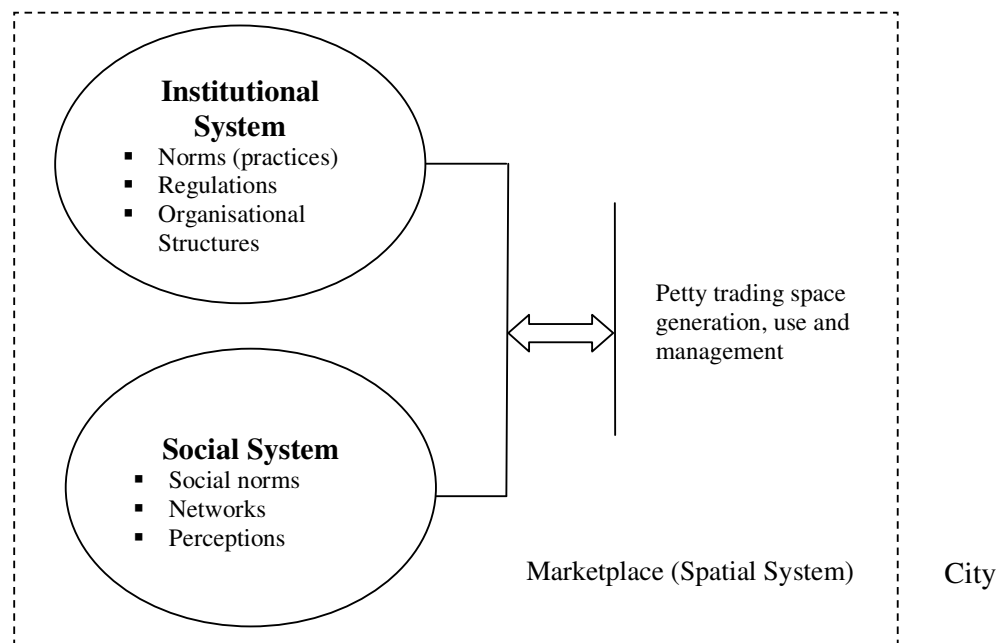 Institutional
System
▪ Norms (practices)
▪ Regulations
▪ Organisational
Structures
Petty trading space
generation, use and
management
Social System
▪ Social norms
▪ Networks
▪ Perceptions
Marketplace (Spatial System)
City